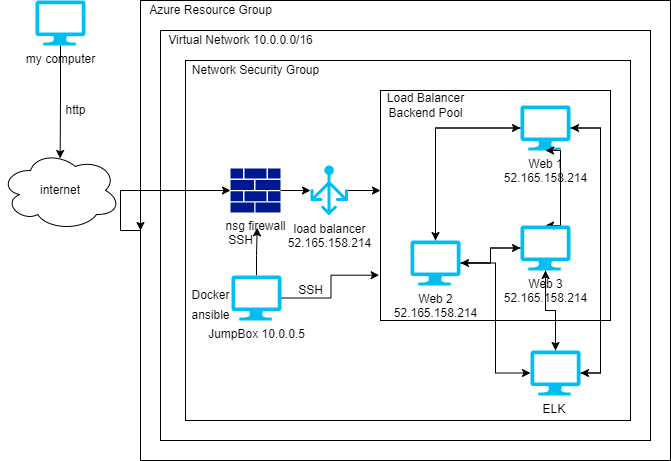 Azure Resource Group
Virtual Network 10.0.0.0/16
my computer
Network Security Group
http
Load Balancer
Backend Pool
Web 1
52.165.158.214
internet
nsg firewall
SSH
load balancer
52.165.158.214
Web 3
52.165.158.214
Web 2
52.165.158.214
Docker
ansible
SSH
JumpBox 10.0.0.5
ELK